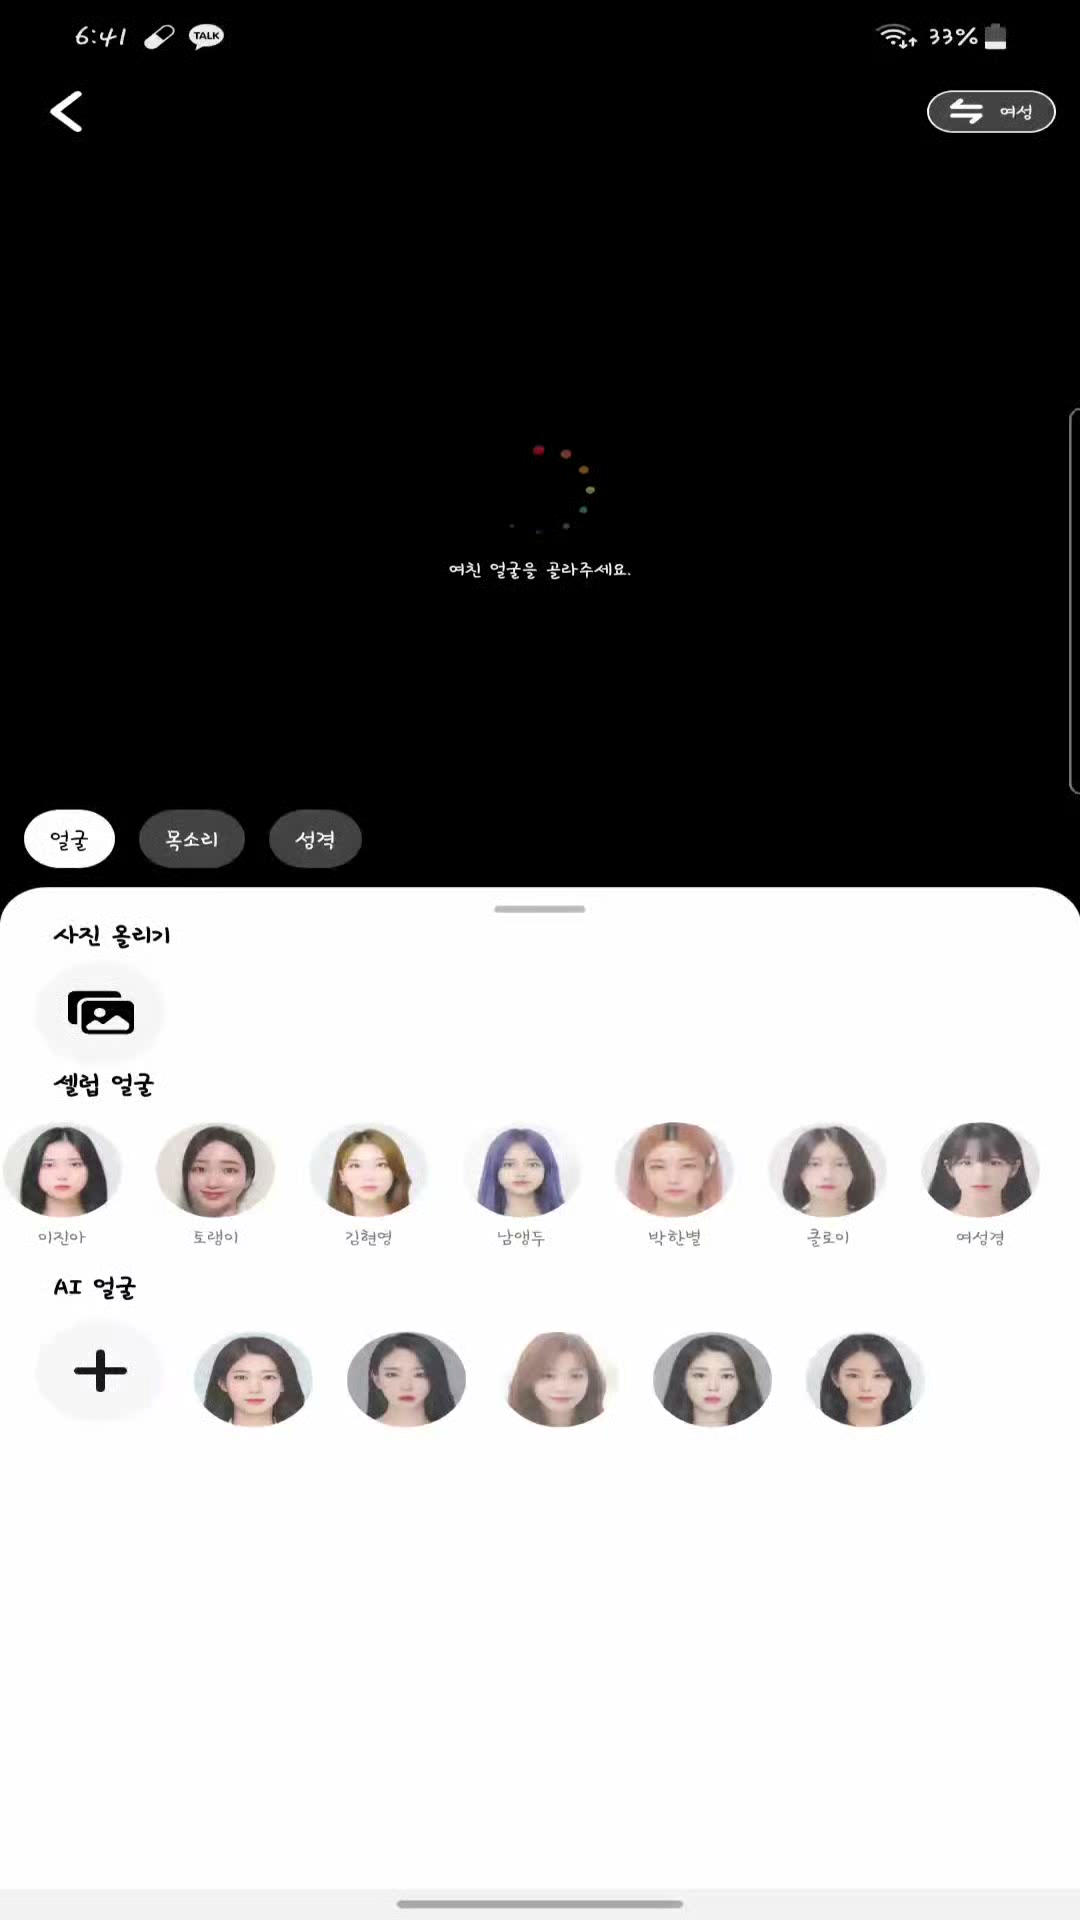 6:41 TALK 33%
여성
여친 얼굴을 골라주세요.
얼굴 목소리 성격
사진 올리기
셀럽 얼굴
이진아 토랭이 김현영 남앵두 박한별 클로이 여성경
AI 얼굴